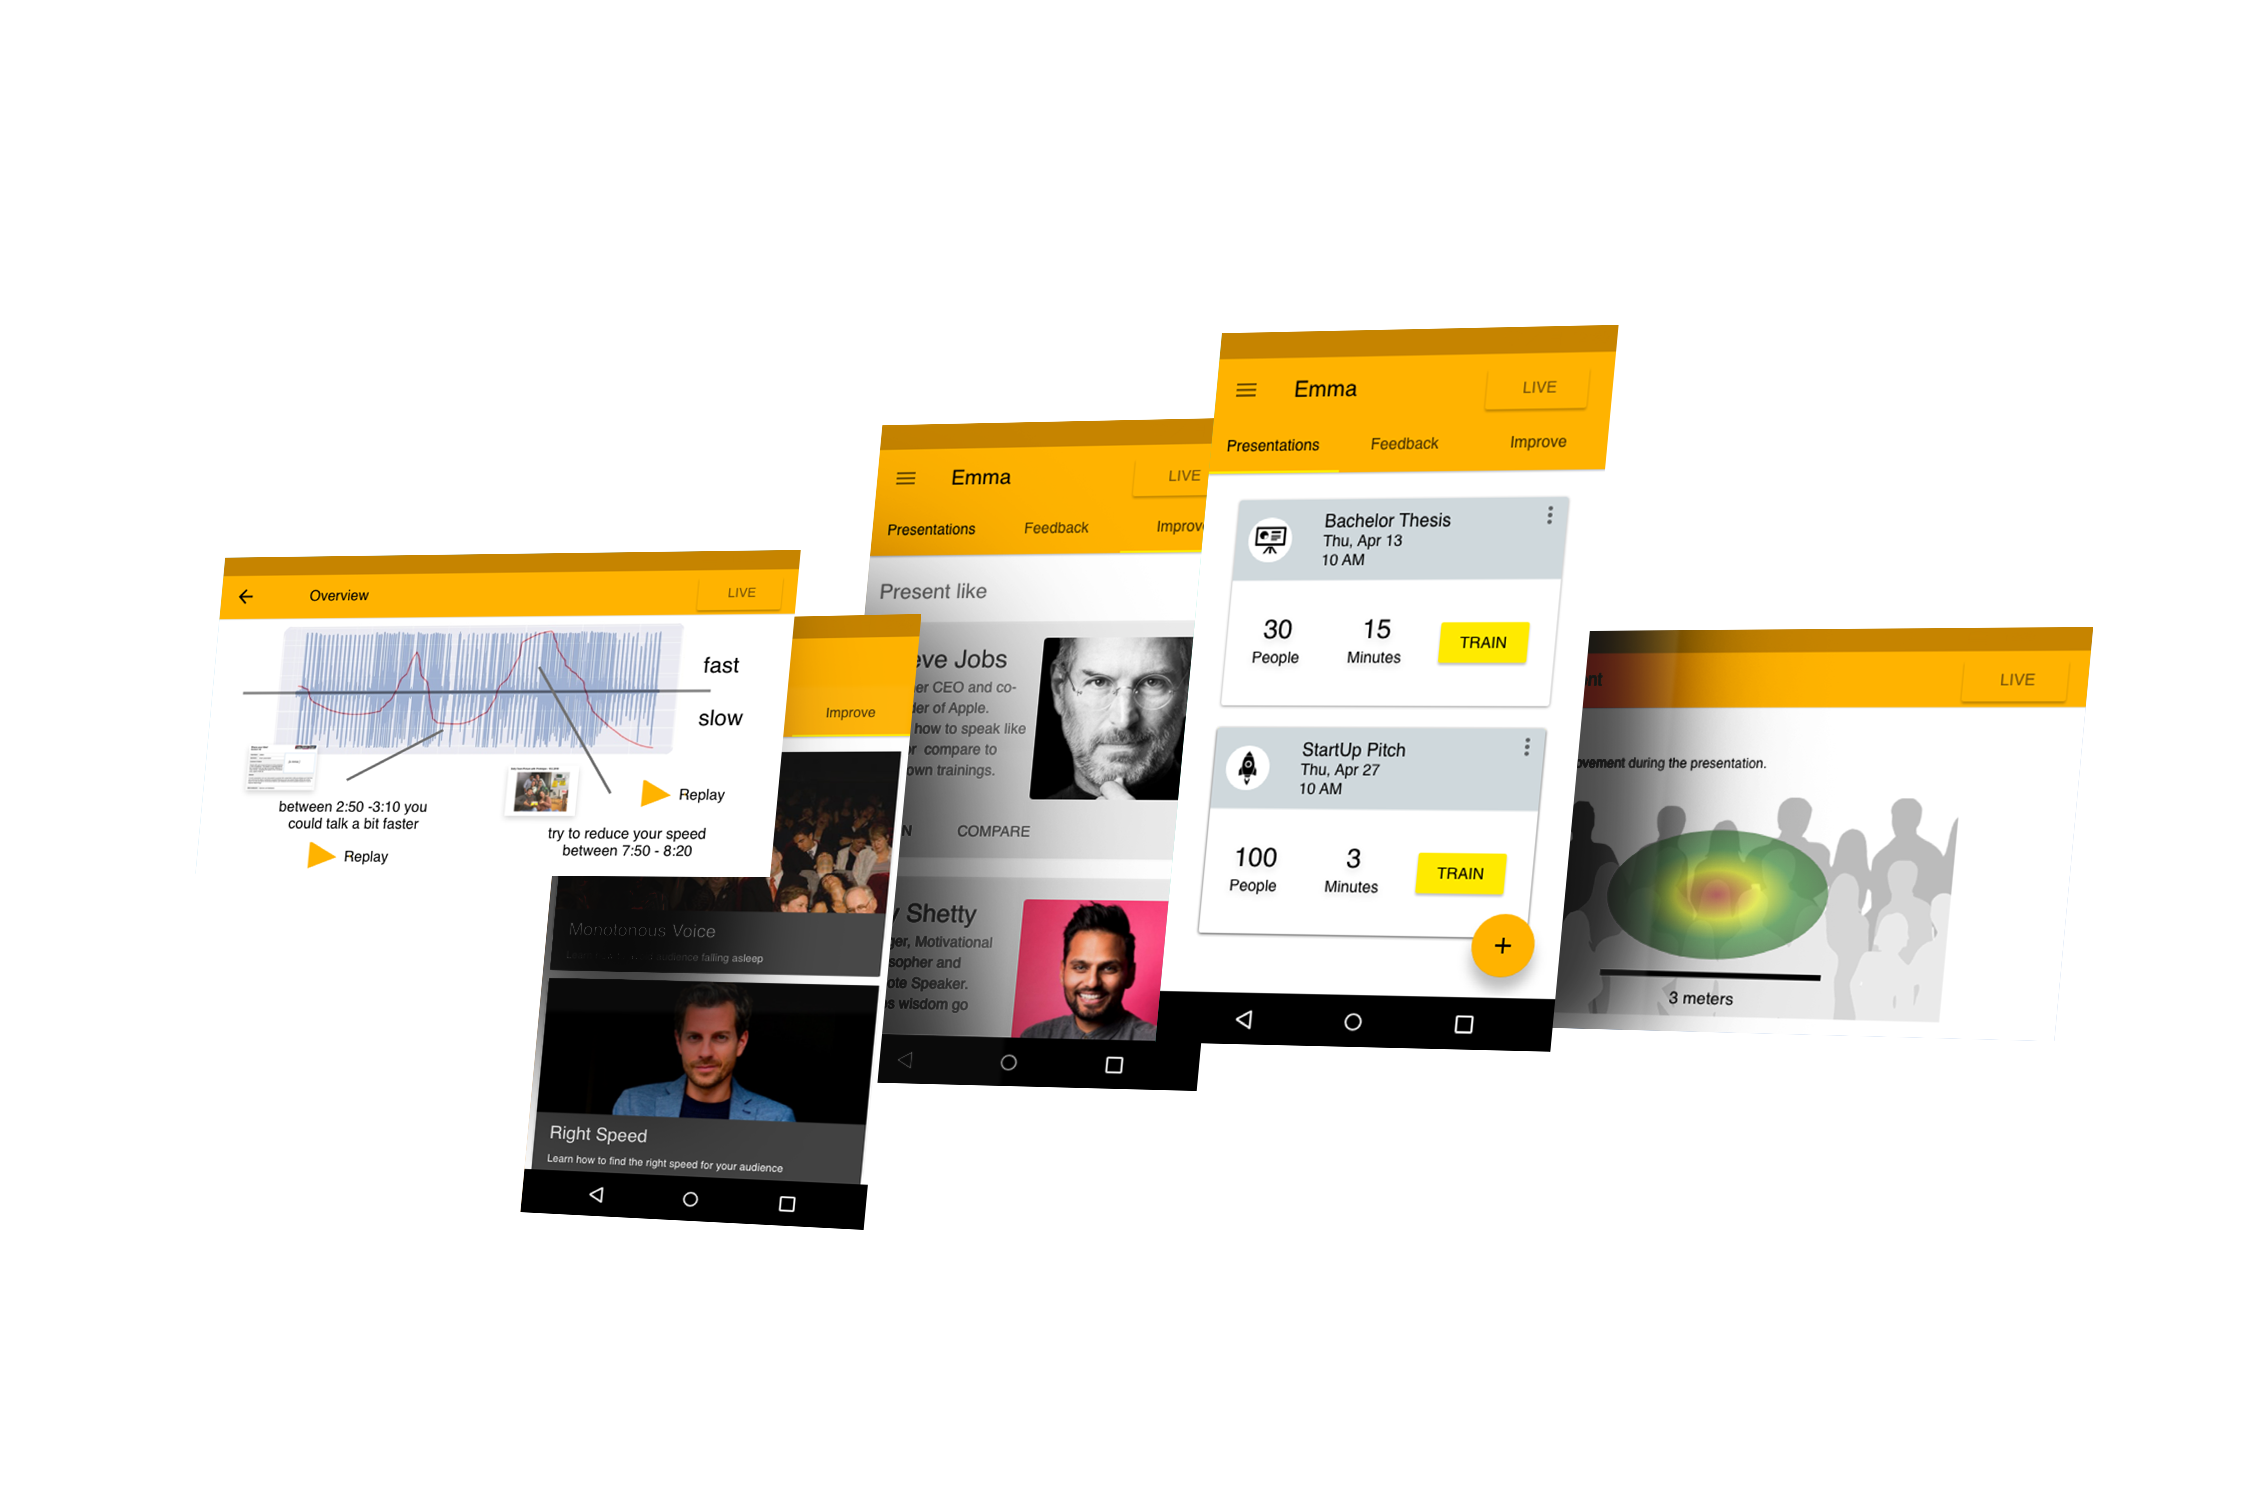 Overview
LIVE
fast
slow
between 2:50 -3:10 you
could talk a bit faster
Replay
Replay
try to reduce your speed
between 7:50 - 8:20
Improve
Monotonous Voice
audience falling asleep
Right Speed
Learn how to find the right speed for your audience
Emma
LIVE
Presentations
Feedback
Improv
Present like
eve Jobs
er CEO and co-
der of Apple.
how to speak like
r compare to
own trainings.
N
COMPARE
y Shetty
ger, Motivational
sopher and
ote Speaker.
s wisdom go
Emma
LIVE
Presentations
Feedback
Improve
Bachelor Thesis
Thu, Apr 13
10 AM
30
People
15
Minutes
TRAIN
StartUp Pitch
Thu, Apr 27
10 AM
100
People
3
Minutes
TRAIN
+
nt
LIVE
ovement during the presentation.
3 meters